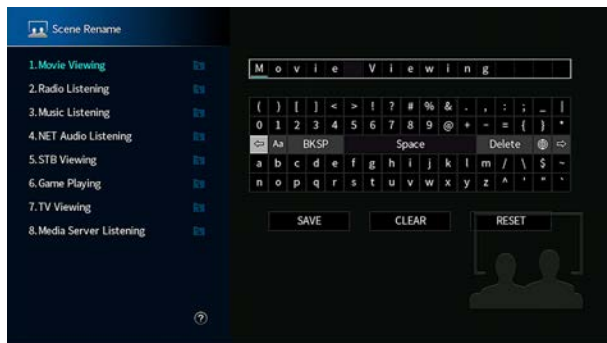 Scene Rename
1.Movie Viewing
2.Radio Listening
3.Music Listening
4.NET Audio Listening
5.STB Viewing
6.Game Playing
7.TV Viewing
8.Media Server Listening
Movie Viewing
( ) [ ] < > ! ? # % & . , : ; _ |
0 1 2 3 4 5 6 7 8 9 @ + - = { } *
⇦ Aa BKSP Space Delete ⇨
a b c d e f g h i j k l m / \ $ ~
n o p q r s t u v w x y z ^ ' " `
SAVE CLEAR RESET
?